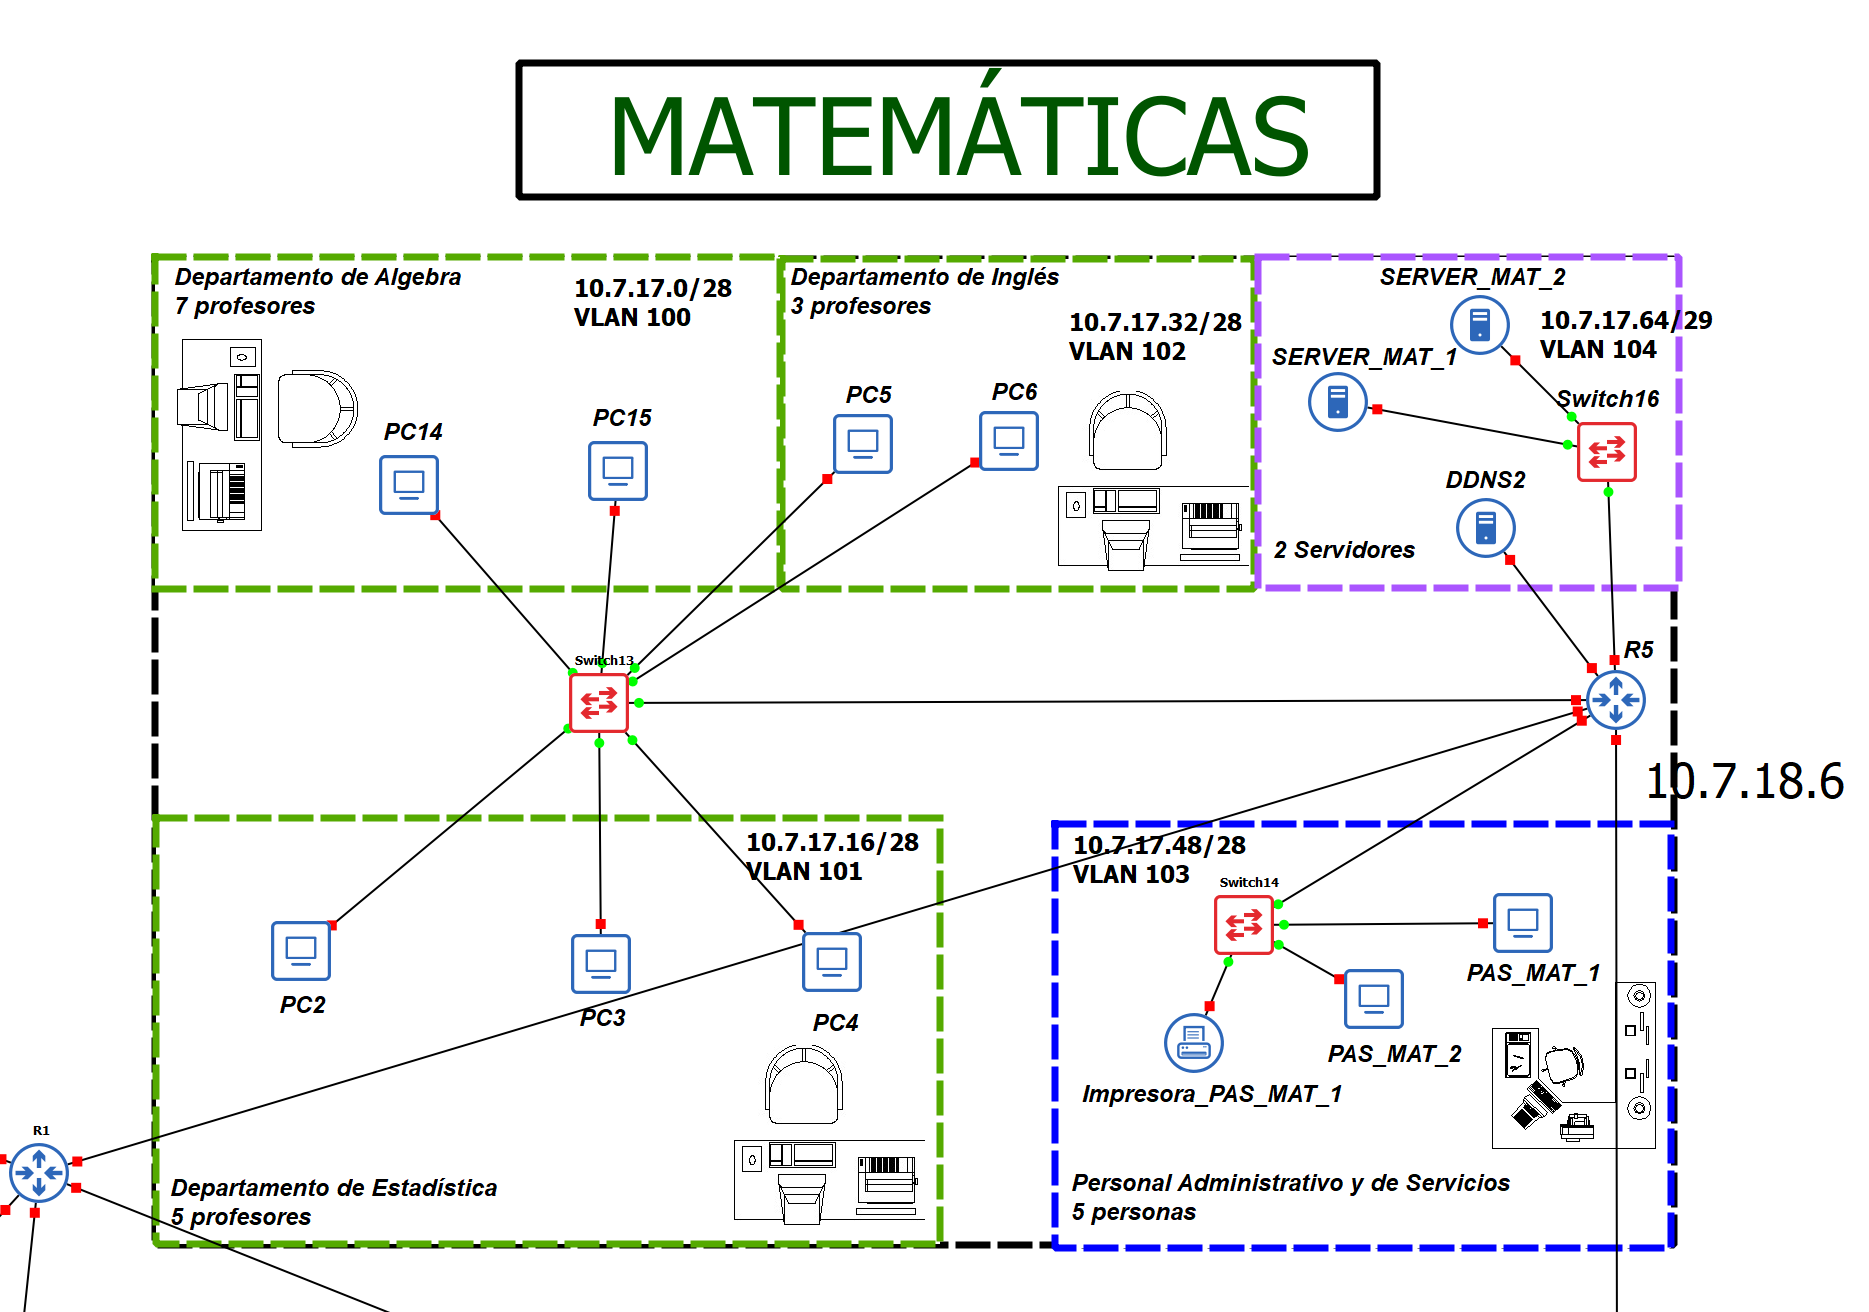 MATEMÁTICAS
Departamento de Algebra
7 profesores
10.7.17.0/28
VLAN 100
PC14
PC15
Departamento de Inglés
3 profesores
10.7.17.32/28
VLAN 102
PC5
PC6
SERVER_MAT_2
10.7.17.64/29
VLAN 104
SERVER_MAT_1
Switch16
DDNS2
2 Servidores
Switch13
R5
10.7.18.6
10.7.17.16/28
VLAN 101
PC2
PC3
PC4
Departamento de Estadística
5 profesores
10.7.17.48/28
VLAN 103
Switch14
PAS_MAT_1
PAS_MAT_2
Impresora_PAS_MAT_1
Personal Administrativo y de Servicios
5 personas
R1